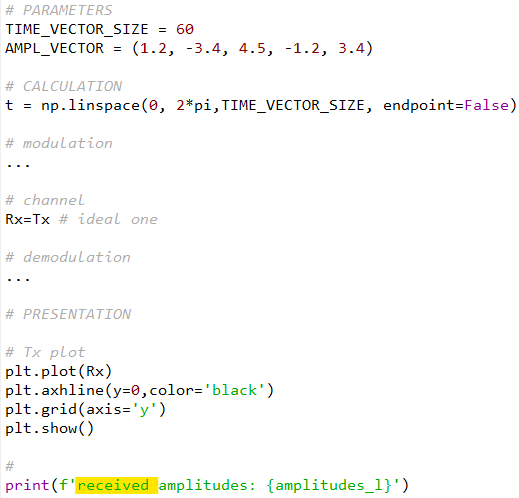 # PARAMETERS
TIME_VECTOR_SIZE = 60
AMPL_VECTOR = (1.2, -3.4, 4.5, -1.2, 3.4)
# CALCULATION
t = np.linspace(0, 2*pi,TIME_VECTOR_SIZE, endpoint=False)
# modulation
...
# channel
Rx=Tx # ideal one
# demodulation
...
# PRESENTATION
# Tx plot
plt.plot(Rx)
plt.axhline(y=0,color='black')
plt.grid(axis='y')
plt.show()
#
print(f'received amplitudes: {amplitudes_l}')